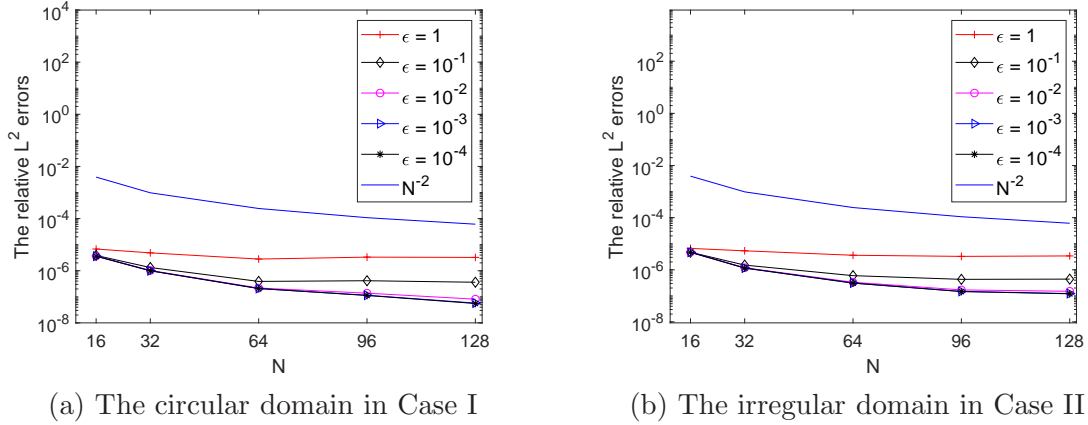 The relative L^2 errors
10^4
10^2
10^0
10^-2
10^-4
10^-6
10^-8
16 32 64 96 128
N
ϵ = 1
ϵ = 10^-1
ϵ = 10^-2
ϵ = 10^-3
ϵ = 10^-4
N^-2
(a) The circular domain in Case I
The relative L^2 errors
10^4
10^2
10^0
10^-2
10^-4
10^-6
10^-8
16 32 64 96 128
N
ϵ = 1
ϵ = 10^-1
ϵ = 10^-2
ϵ = 10^-3
ϵ = 10^-4
N^-2
(b) The irregular domain in Case II